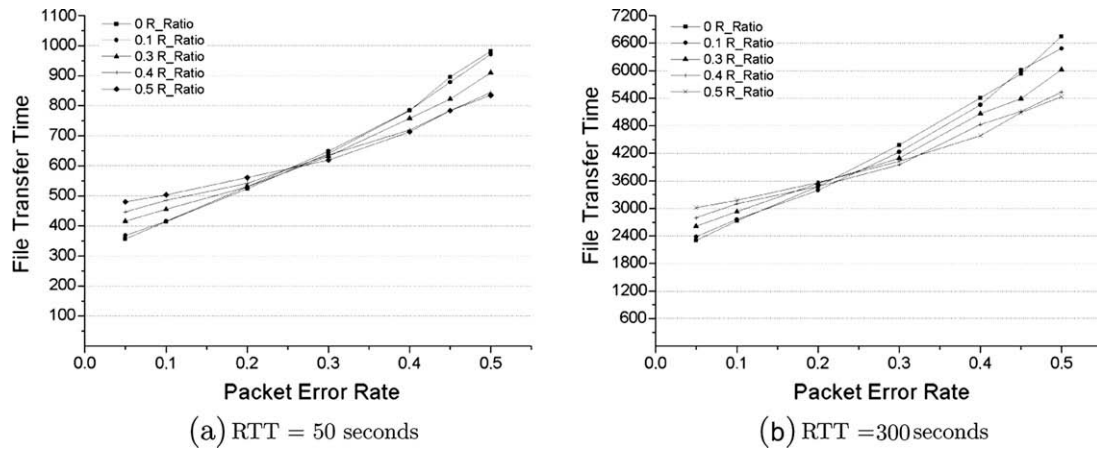 0 R_Ratio
0.1 R_Ratio
0.3 R_Ratio
0.4 R_Ratio
0.5 R_Ratio
1100
1000
900
800
700
600
500
400
300
200
100
File Transfer Time
0.0 0.1 0.2 0.3 0.4 0.5
Packet Error Rate
(a) RTT = 50 seconds
0 R_Ratio
0.1 R_Ratio
0.3 R_Ratio
0.4 R_Ratio
0.5 R_Ratio
7200
6600
6000
5400
4800
4200
3600
3000
2400
1800
1200
600
File Transfer Time
0.0 0.1 0.2 0.3 0.4 0.5
Packet Error Rate
(b) RTT =300 seconds